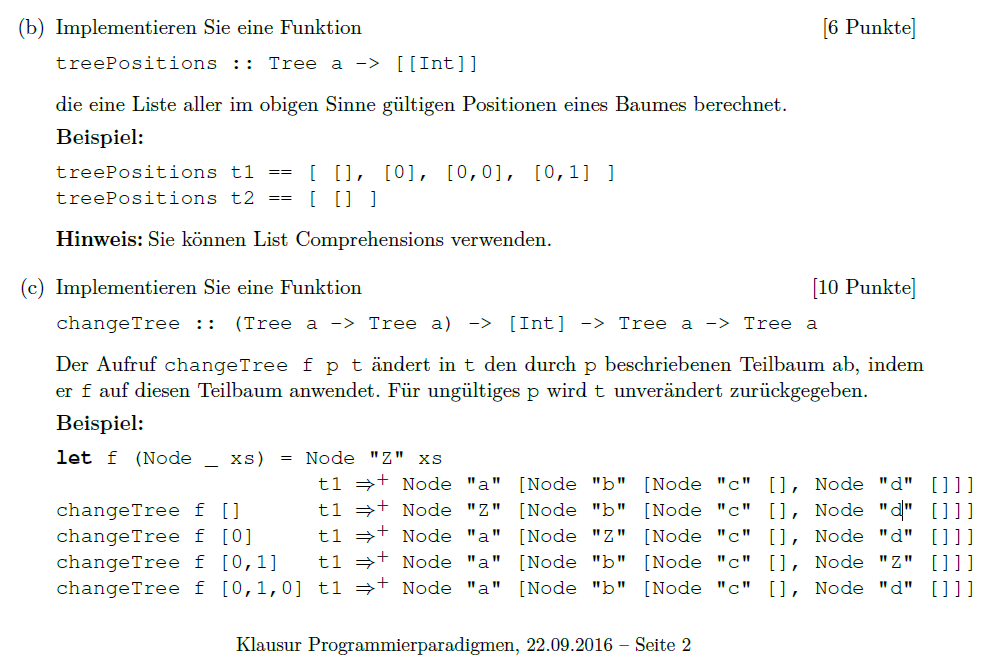 (b) Implementieren Sie eine Funktion [6 Punkte]
treePositions :: Tree a -> [[Int]]
die eine Liste aller im obigen Sinne gültigen Positionen eines Baumes berechnet.
Beispiel:
treePositions t1 == [ [], [0], [0,0], [0,1] ]
treePositions t2 == [ [] ]
Hinweis: Sie können List Comprehensions verwenden.
(c) Implementieren Sie eine Funktion [10 Punkte]
changeTree :: (Tree a -> Tree a) -> [Int] -> Tree a -> Tree a
Der Aufruf changeTree f p t ändert in t den durch p beschriebenen Teilbaum ab, indem
er f auf diesen Teilbaum anwendet. Für ungültiges p wird t unverändert zurückgegeben.
Beispiel:
let f (Node _ xs) = Node "Z" xs
t1 ⇒+ Node "a" [Node "b" [Node "c" [], Node "d" []]]
changeTree f [] t1 ⇒+ Node "Z" [Node "b" [Node "c" [], Node "d" []]]
changeTree f [0] t1 ⇒+ Node "a" [Node "Z" [Node "c" [], Node "d" []]]
changeTree f [0,1] t1 ⇒+ Node "a" [Node "b" [Node "c" [], Node "Z" []]]
changeTree f [0,1,0] t1 ⇒+ Node "a" [Node "b" [Node "c" [], Node "d" []]]
Klausur Programmierparadigmen, 22.09.2016 – Seite 2